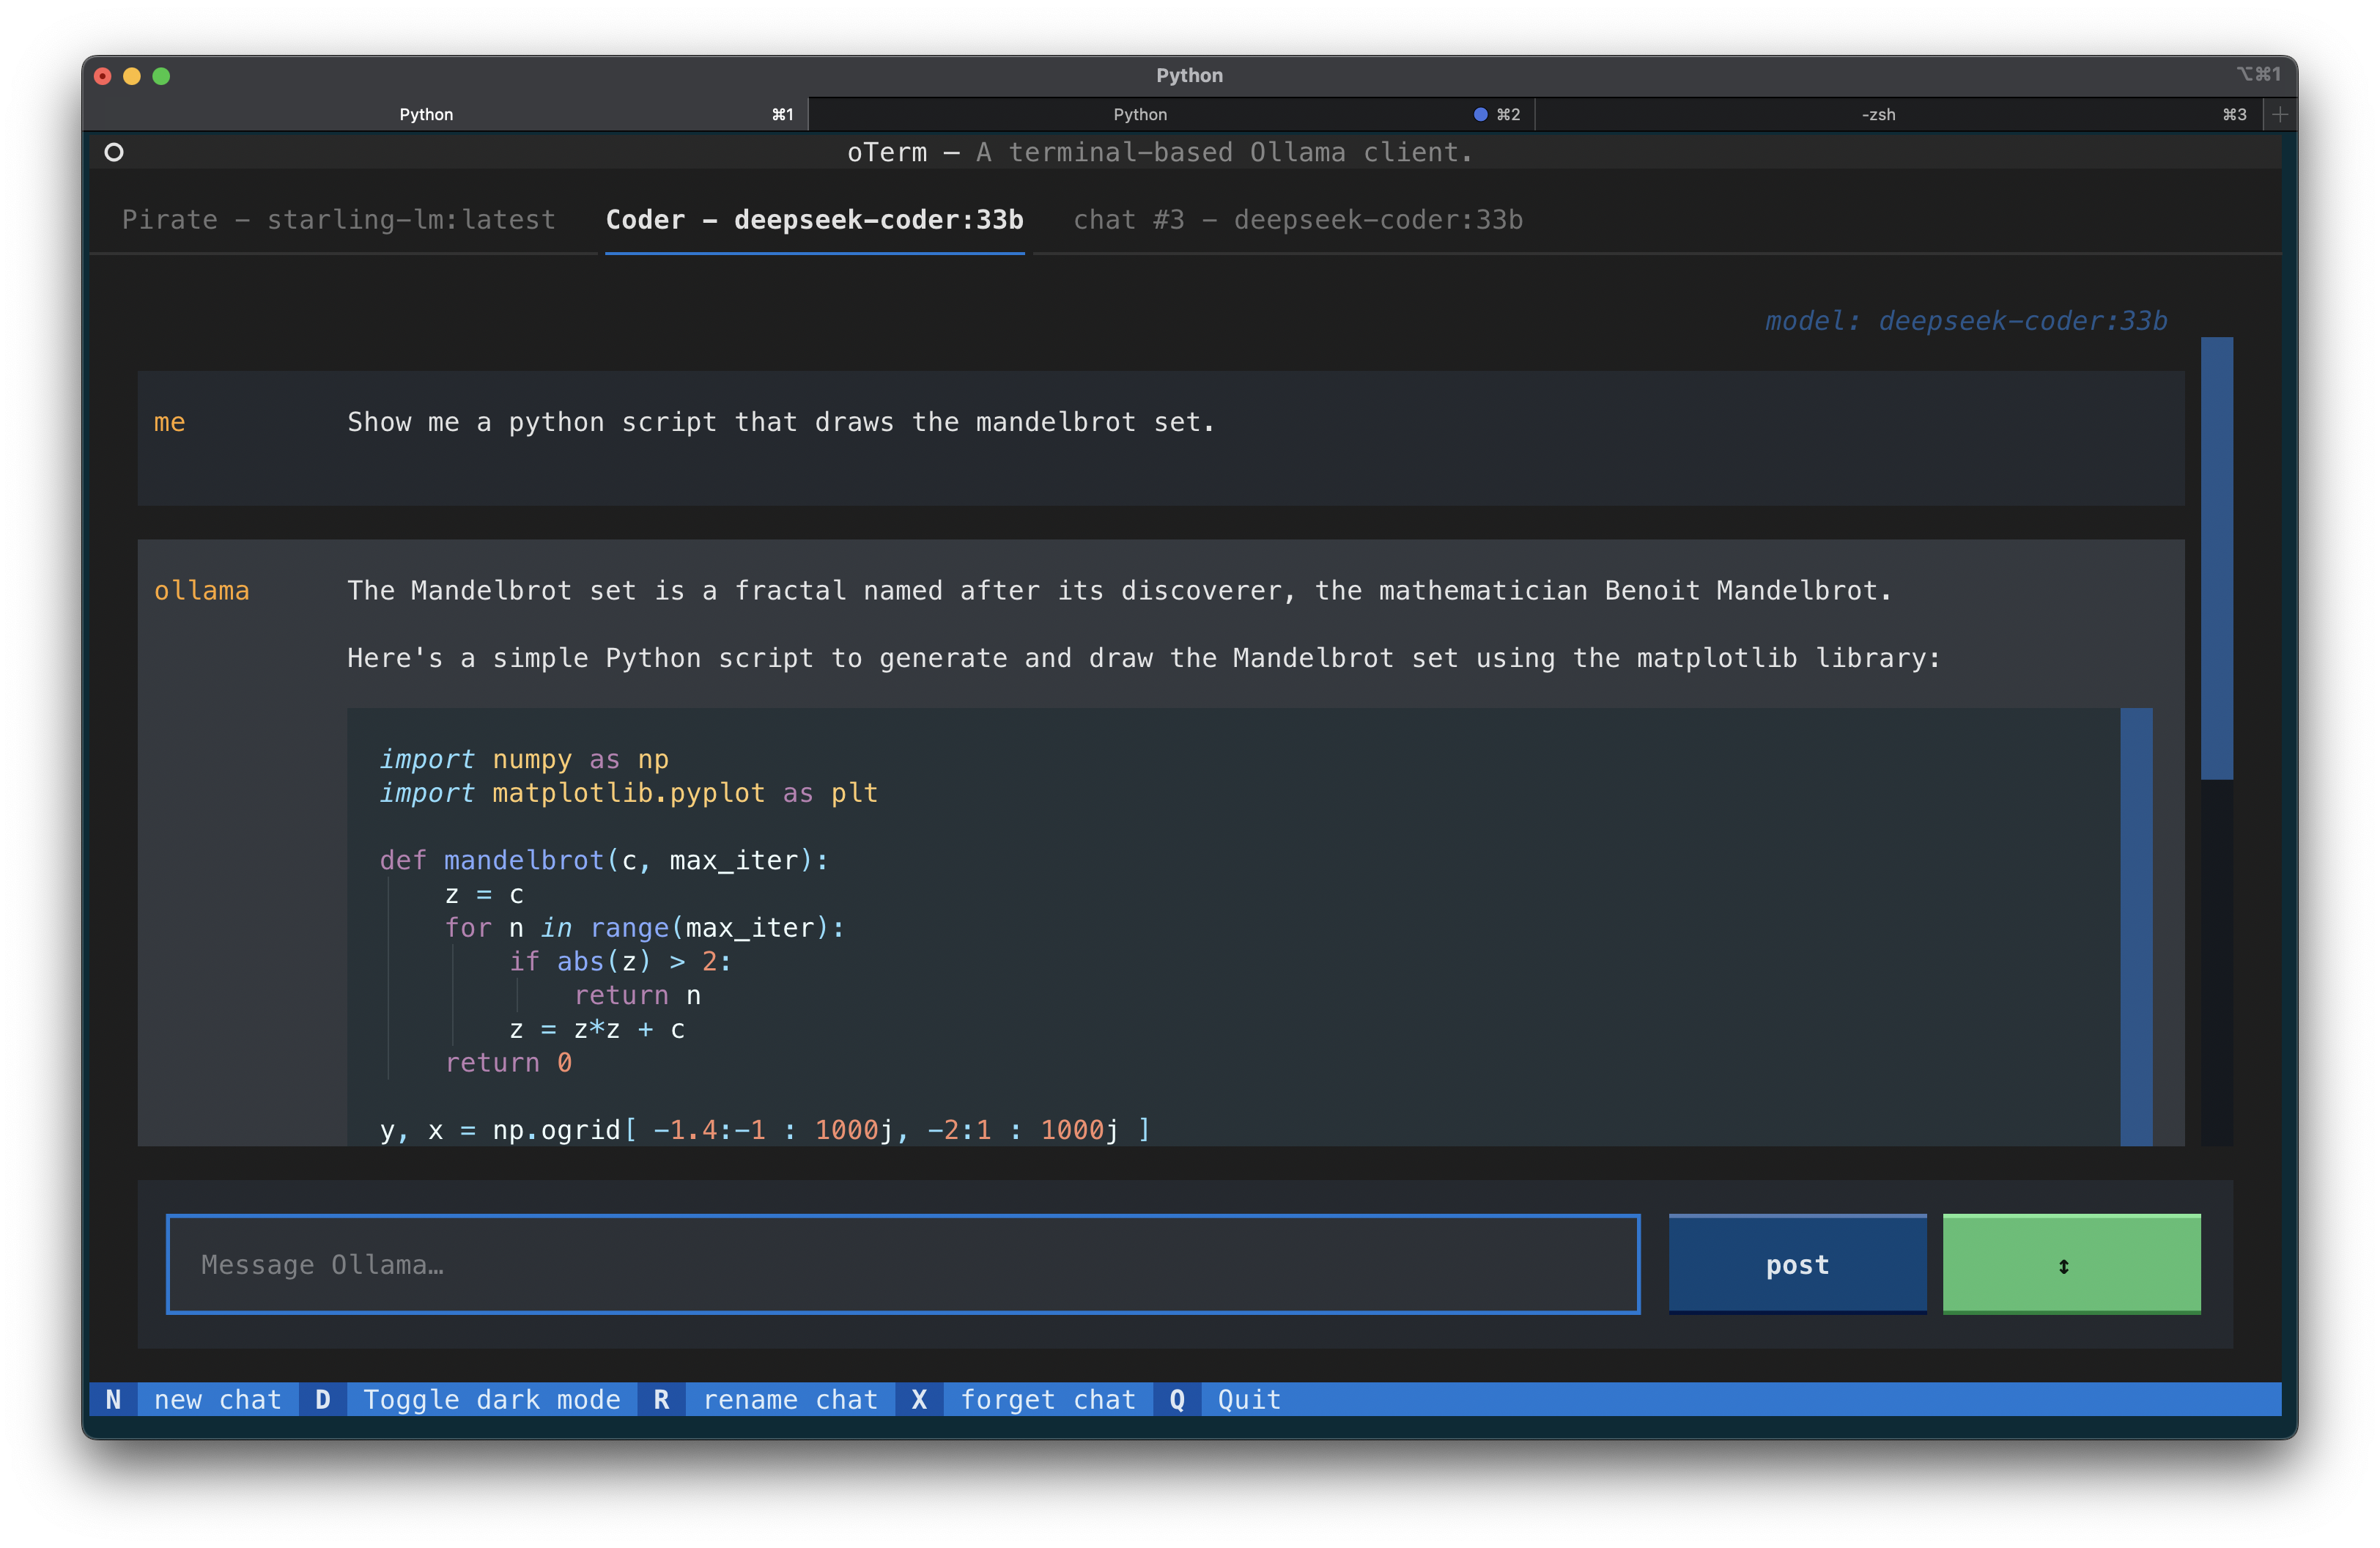 Python
⌥⌘1
Python ⌘1 Python ⌘2 -zsh ⌘3 +
oTerm — A terminal-based Ollama client.
Pirate - starling-lm:latest Coder - deepseek-coder:33b chat #3 - deepseek-coder:33b
model: deepseek-coder:33b
me Show me a python script that draws the mandelbrot set.
ollama The Mandelbrot set is a fractal named after its discoverer, the mathematician Benoit Mandelbrot.
Here's a simple Python script to generate and draw the Mandelbrot set using the matplotlib library:
import numpy as np
import matplotlib.pyplot as plt
def mandelbrot(c, max_iter):
    z = c
    for n in range(max_iter):
        if abs(z) > 2:
            return n
        z = z*z + c
    return 0
y, x = np.ogrid[ -1.4:-1 : 1000j, -2:1 : 1000j ]
Message Ollama… post ↕
N new chat D Toggle dark mode R rename chat X forget chat Q Quit